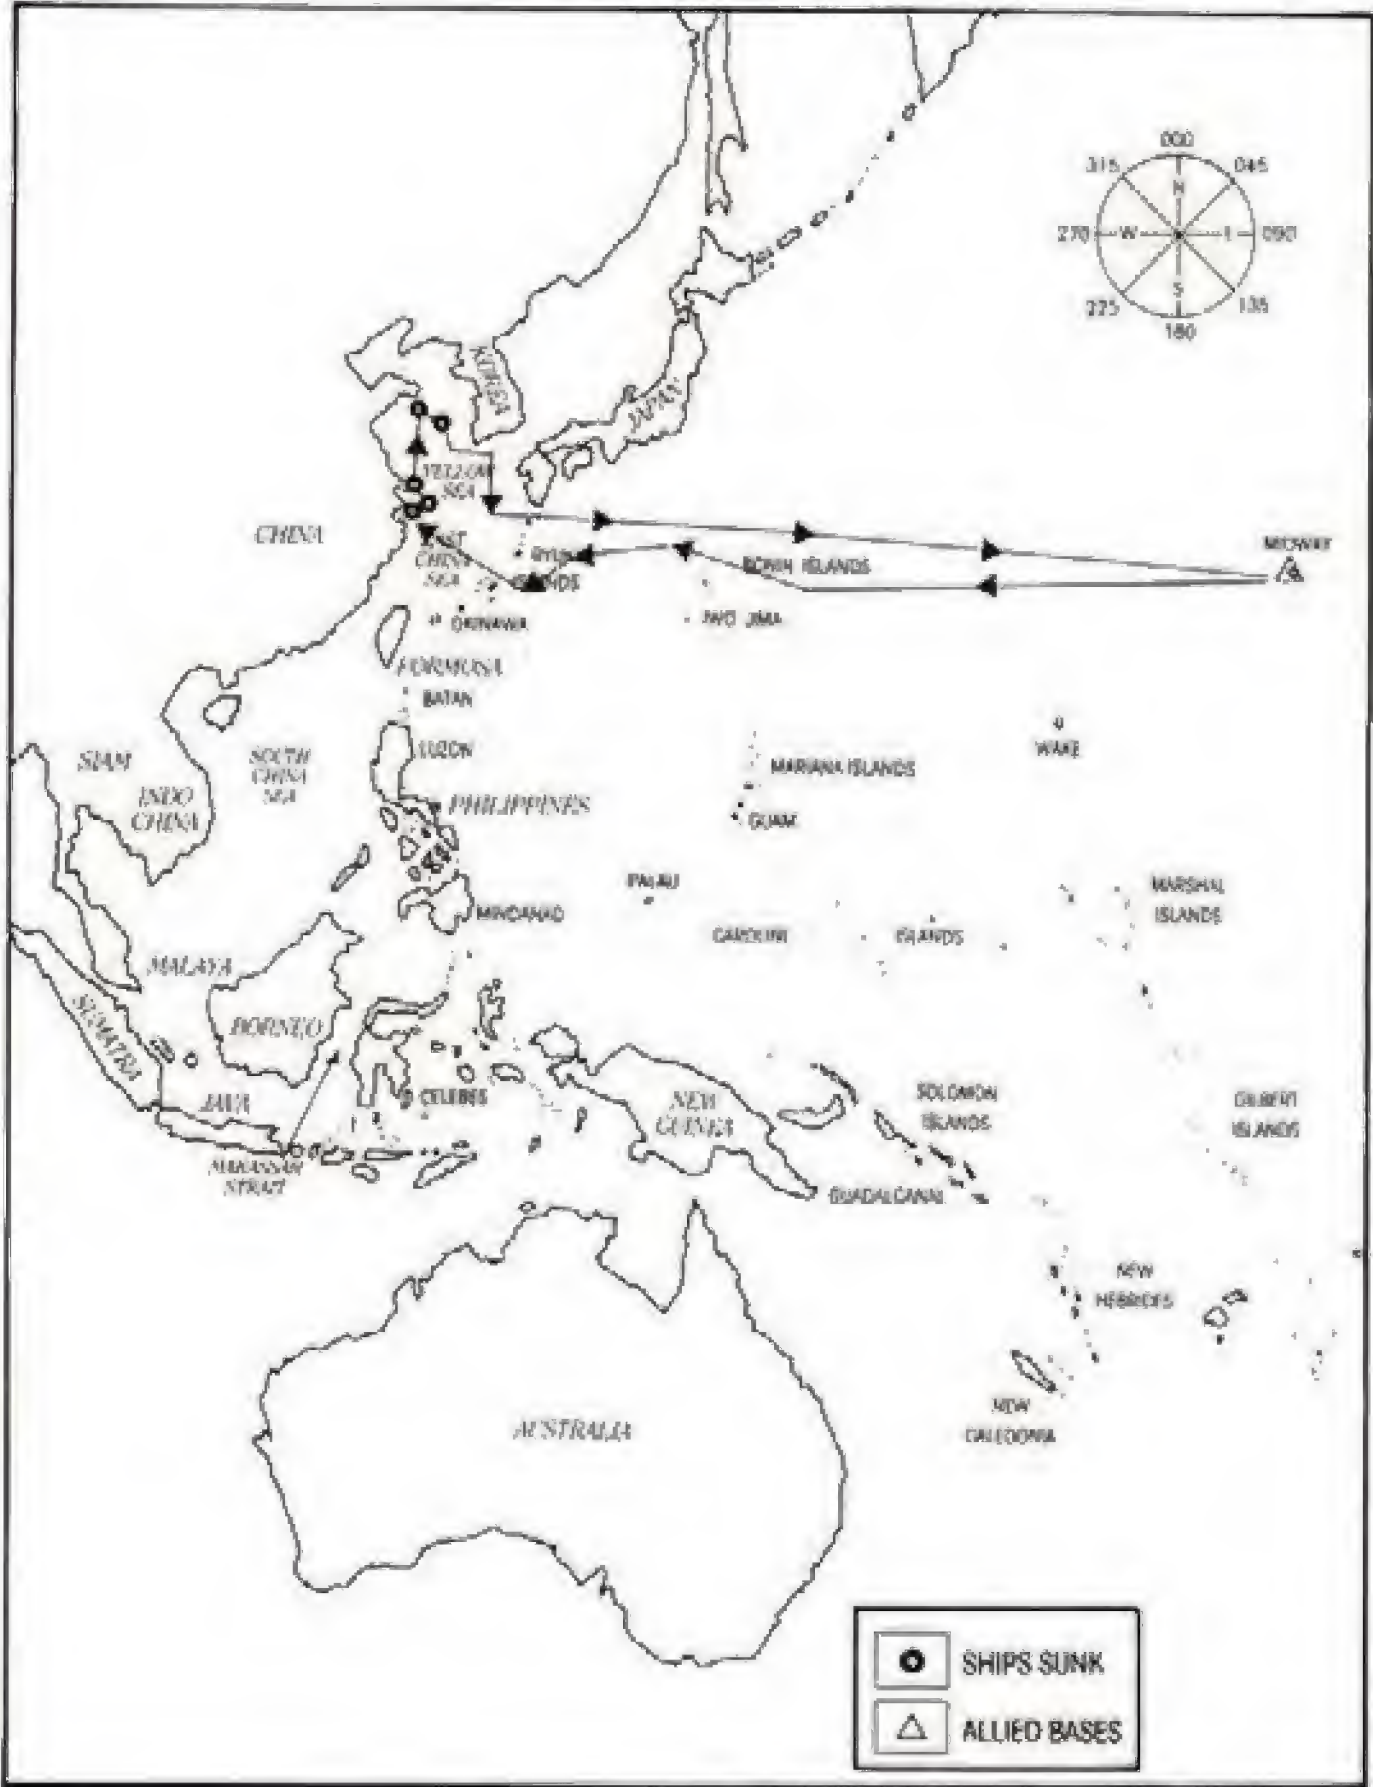 000
315
045
N
270
W
E
090
S
225
135
180
KOREA
JAPAN
YELLOW
SEA
CHINA
EAST
CHINA
SEA
RYUKU
ISLANDS
BONIN ISLANDS
MIDWAY
OKINAWA
IWO JIMA
FORMOSA
BATAN
LUZON
WAKE
SIAM
SOUTH
CHINA
SEA
MARIANA ISLANDS
INDO
CHINA
PHILIPPINES
GUAM
PALAU
MARSHAL
ISLANDS
MINDANAO
CAROLINE
ISLANDS
MALAYA
SUMATRA
BORNEO
JAVA
CELEBES
NEW
GUINEA
SOLOMON
ISLANDS
GILBERT
ISLANDS
MAKASSAR
STRAIT
GUADALCANAL
NEW
HEBRIDES
AUSTRALIA
NEW
CALEDONIA
SHIPS SUNK
ALLIED BASES